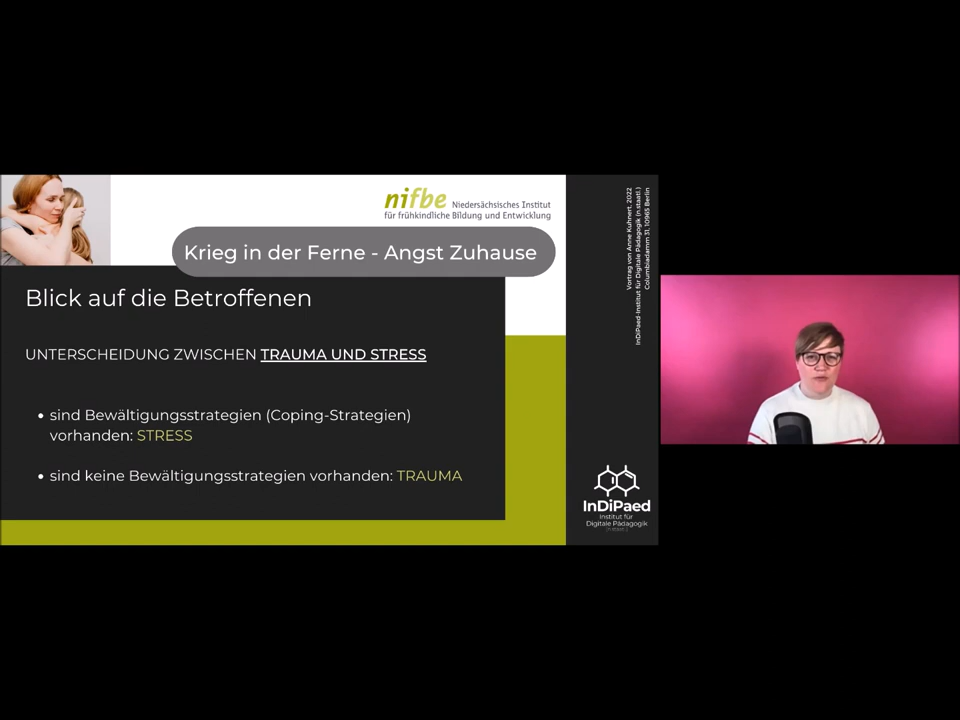 nifbe Niedersächsisches Institut
für frühkindliche Bildung und Entwicklung
Krieg in der Ferne - Angst Zuhause
Blick auf die Betroffenen
UNTERSCHEIDUNG ZWISCHEN TRAUMA UND STRESS
• sind Bewältigungsstrategien (Coping-Strategien)
vorhanden: STRESS
• sind keine Bewältigungsstrategien vorhanden: TRAUMA
Vortrag von Anne Kuhnert, 2022
InDiPaed-Institut für Digitale Pädagogik (n.staatl.)
Columbiadamm 31, 10965 Berlin
InDiPaed
Institut für
Digitale Pädagogik